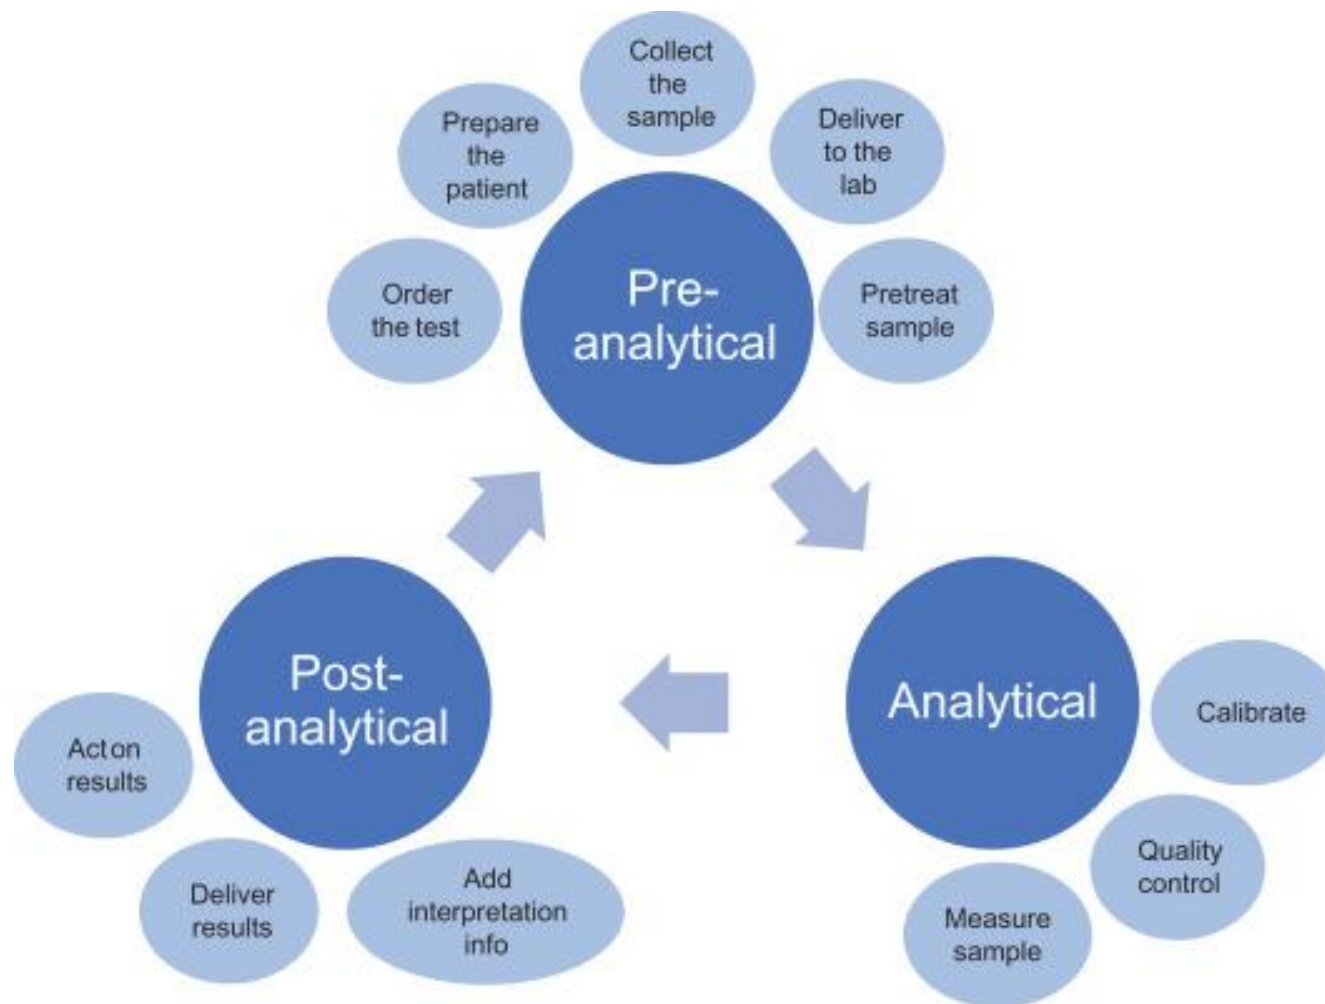 Collect
the
sample
Prepare
the
patient
Deliver
to the
lab
Order
the test
Pre-
analytical
Pretreat
sample
Post-
analytical
Analytical
Calibrate
Act on
results
Quality
control
Deliver
results
Add
interpretation
info
Measure
sample